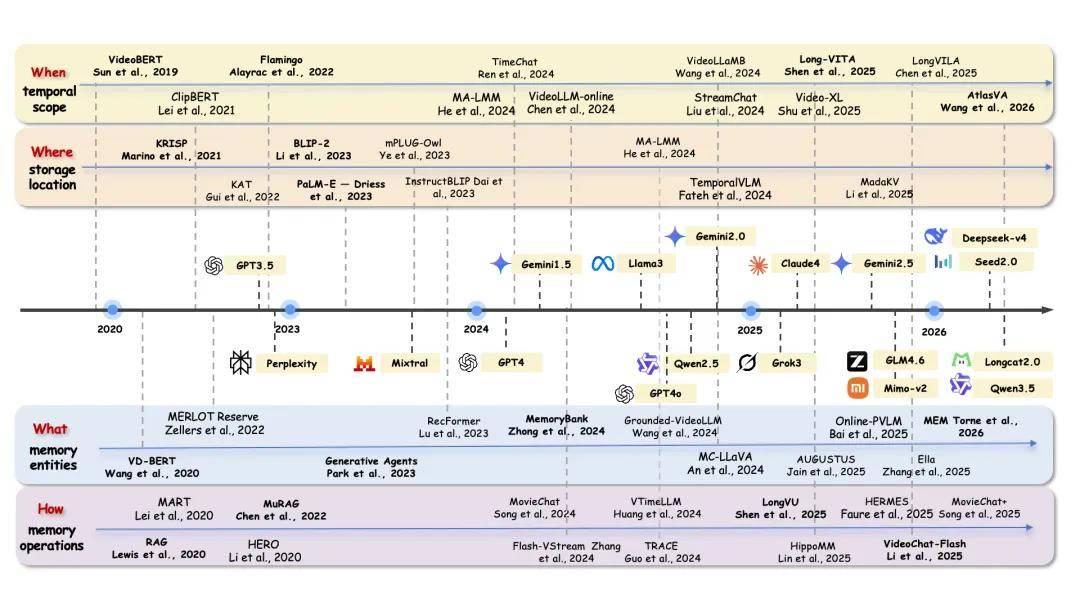 VideoBERT
Sun et al., 2019
Flamingo
Alayrac et al., 2022
TimeChat
Ren et al., 2024
VideoLLaMB
Wang et al., 2024
Long-VITA
Shen et al., 2025
LongVILA
Chen et al., 2025
When
temporal
scope
ClipBERT
Lei et al., 2021
MA-LMM
He et al., 2024
VideoLLM-online
Chen et al., 2024
StreamChat
Liu et al., 2024
Video-XL
Shu et al., 2025
AtlasVA
Wang et al., 2026
KRISP
Marino et al., 2021
BLIP-2
Li et al., 2023
mPLUG-Owl
Ye et al., 2023
MA-LMM
He et al., 2024
Where
storage
location
KAT
Gui et al., 2022
PaLM-E — Driess
et al., 2023
InstructBLIP Dai et
al., 2023
TemporalVLM
Fateh et al., 2024
MadaKV
Li et al., 2025
Gemini2.0
Deepseek-v4
GPT3.5
Gemini1.5
Llama3
Claude4
Gemini2.5
Seed2.0
2020
2023
2024
2025
2026
Perplexity
Mixtral
GPT4
Qwen2.5
Grok3
GLM4.6
Longcat2.0
GPT4o
Mimo-v2
Qwen3.5
MERLOT Reserve
Zellers et al., 2022
RecFormer
Lu et al., 2023
MemoryBank
Zhong et al., 2024
Grounded-VideoLLM
Wang et al., 2024
Online-PVLM
Bai et al., 2025
MEM Torne et al.,
2026
What
memory
entities
VD-BERT
Wang et al., 2020
Generative Agents
Park et al., 2023
MC-LLaVA
An et al., 2024
AUGUSTUS
Jain et al., 2025
Ella
Zhang et al., 2025
MART
Lei et al., 2020
MuRAG
Chen et al., 2022
MovieChat
Song et al., 2024
VTimeLLM
Huang et al., 2024
LongVU
Shen et al., 2025
HERMES
Faure et al., 2025
MovieChat+
Song et al., 2025
How
memory
operations
RAG
Lewis et al., 2020
HERO
Li et al., 2020
Flash-VStream Zhang
et al., 2024
TRACE
Guo et al., 2024
HippoMM
Lin et al., 2025
VideoChat-Flash
Li et al., 2025